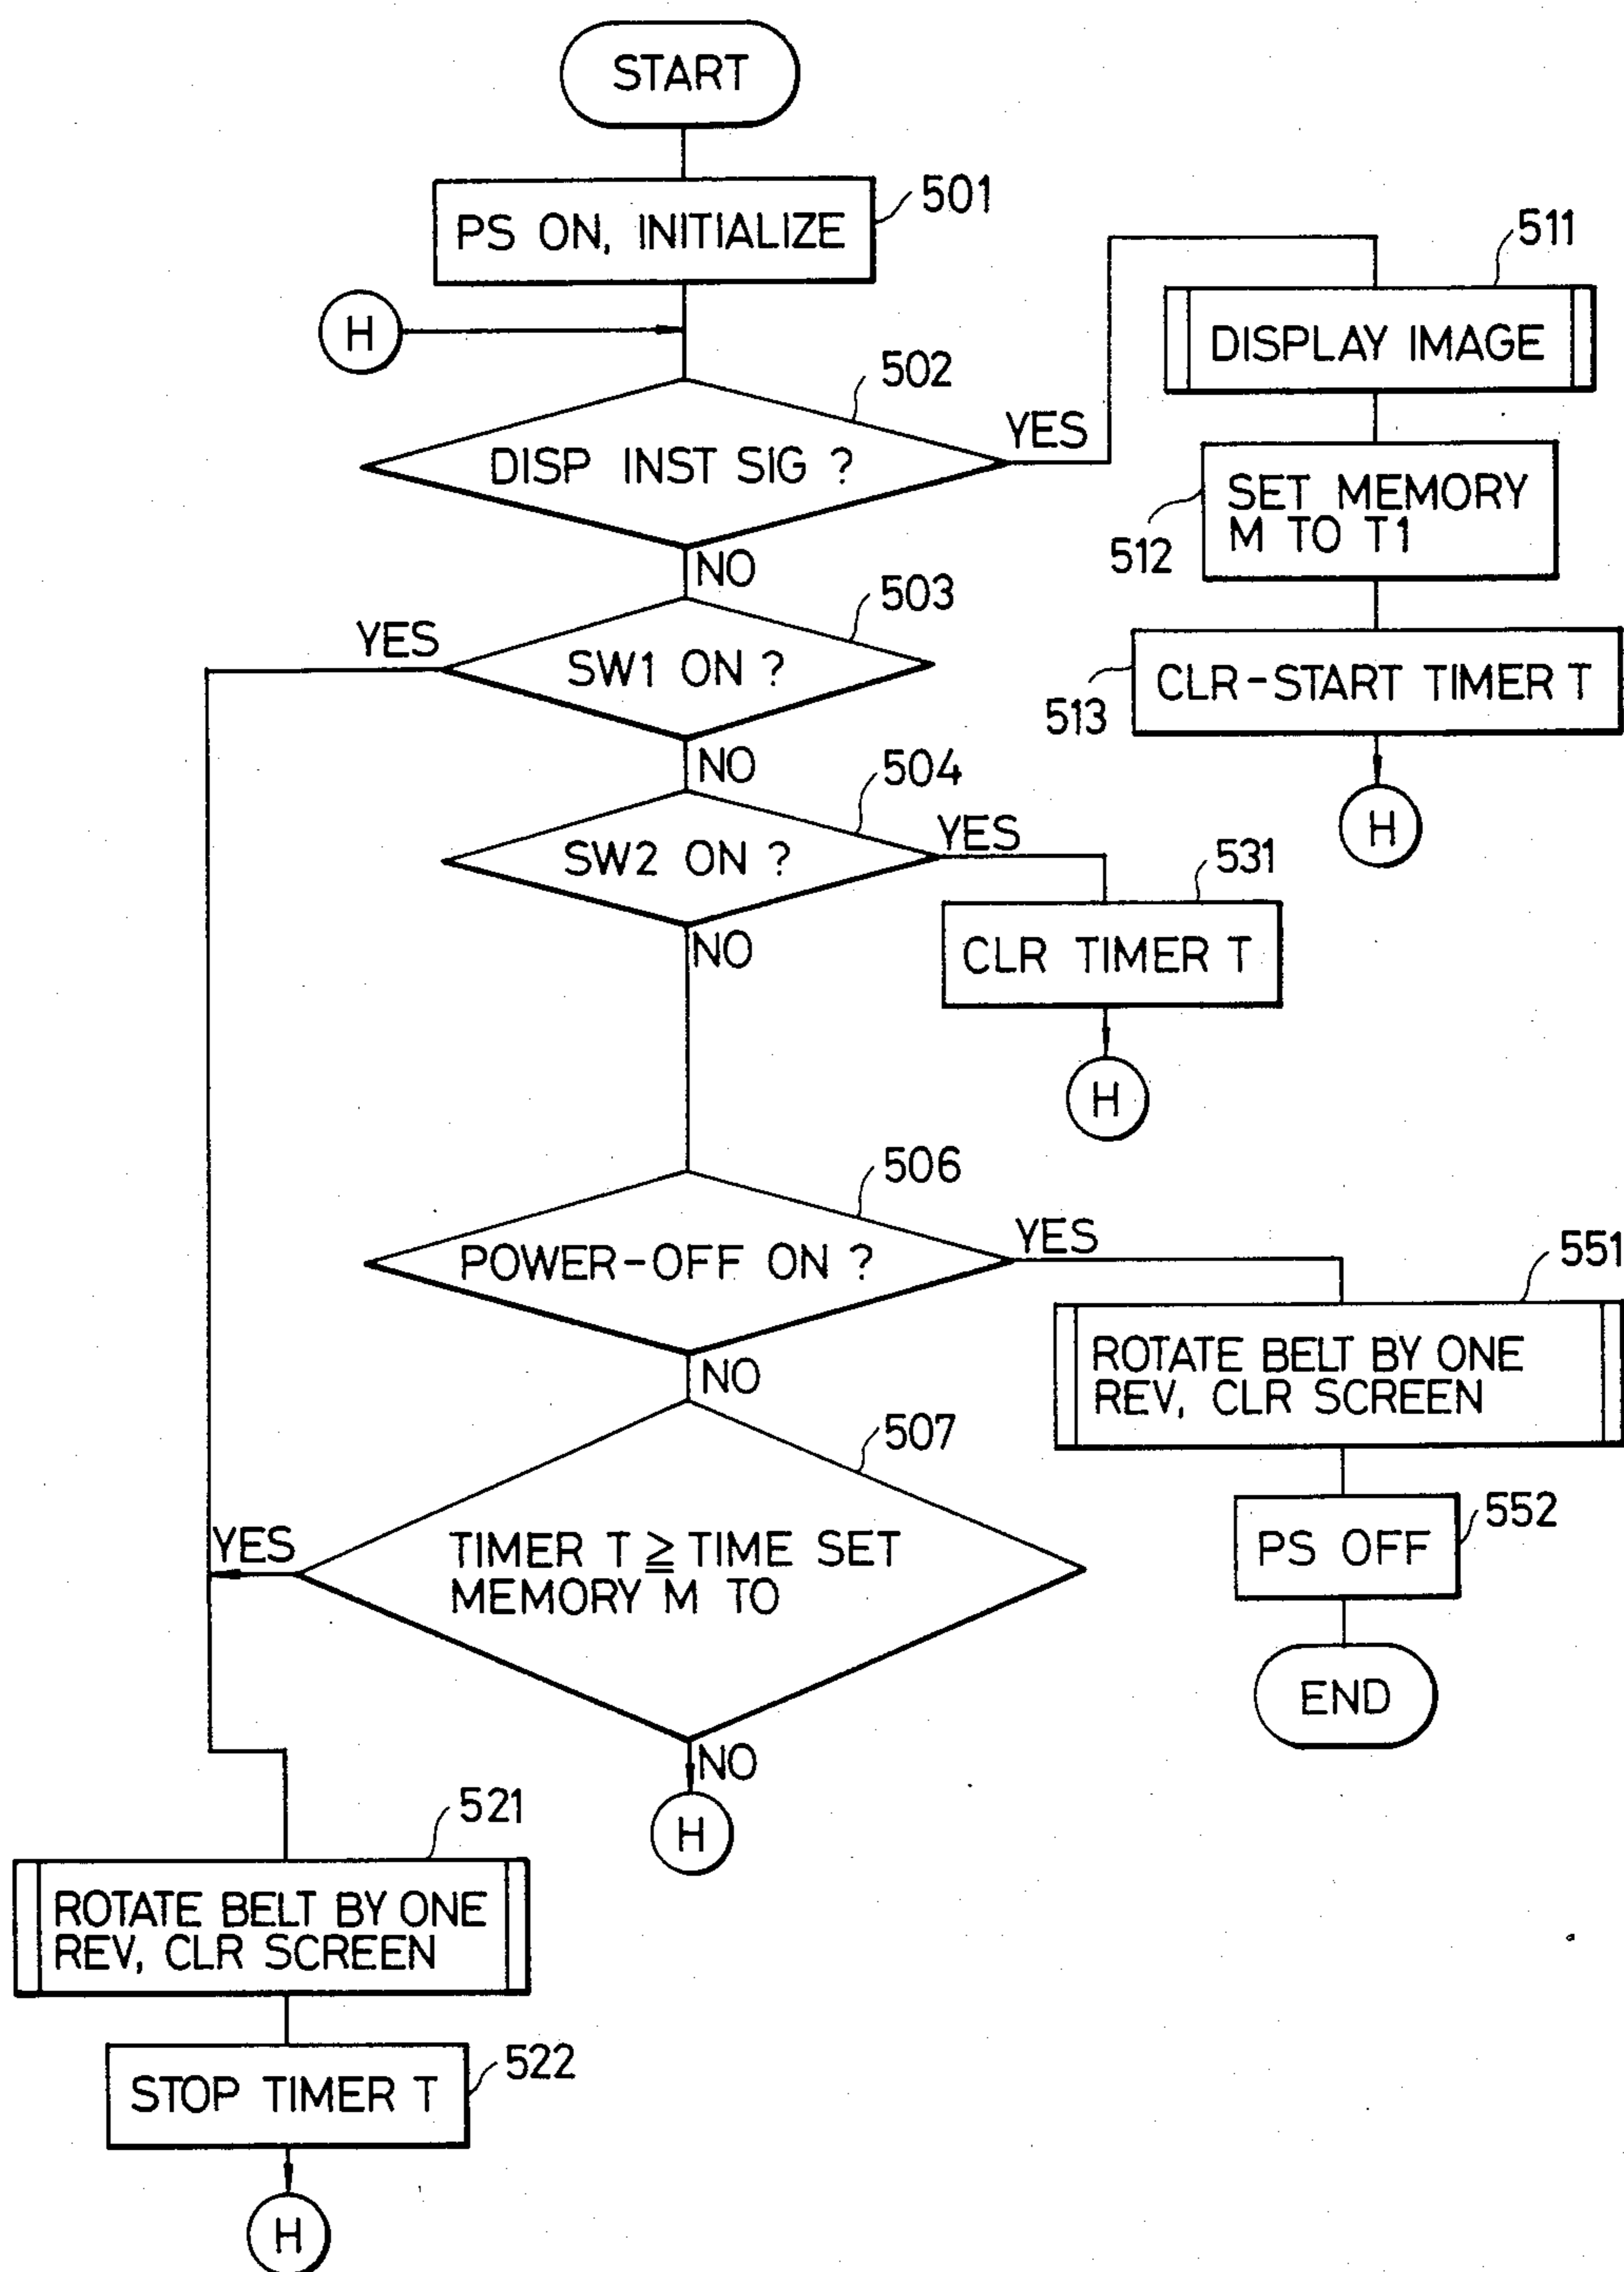 START
PS ON, INITIALIZE
501
H
502
DISP INST SIG ?
YES
NO
511
DISPLAY IMAGE
SET MEMORY
M TO T1
512
CLR-START TIMER T
513
H
503
SW1 ON ?
YES
NO
504
SW2 ON ?
YES
NO
531
CLR TIMER T
H
506
POWER-OFF ON ?
YES
NO
551
ROTATE BELT BY ONE
REV, CLR SCREEN
552
PS OFF
END
507
TIMER T ≧ TIME SET
MEMORY M TO
YES
NO
H
521
ROTATE BELT BY ONE
REV, CLR SCREEN
522
STOP TIMER T
H